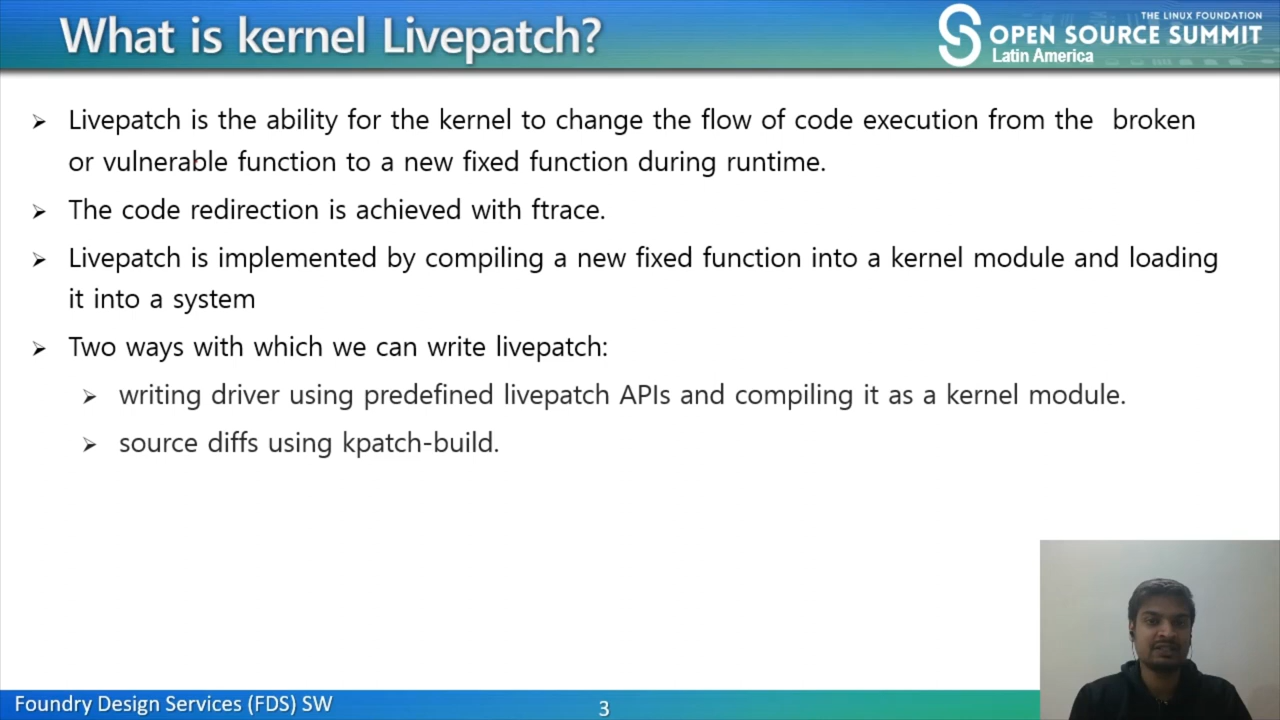 What is kernel Livepatch?
THE LINUX FOUNDATION
S OPEN SOURCE SUMMIT
Latin America
➢ Livepatch is the ability for the kernel to change the flow of code execution from the broken
or vulnerable function to a new fixed function during runtime.
➢ The code redirection is achieved with ftrace.
➢ Livepatch is implemented by compiling a new fixed function into a kernel module and loading
it into a system
➢ Two ways with which we can write livepatch:
➢ writing driver using predefined livepatch APIs and compiling it as a kernel module.
➢ source diffs using kpatch-build.
Foundry Design Services (FDS) SW
3